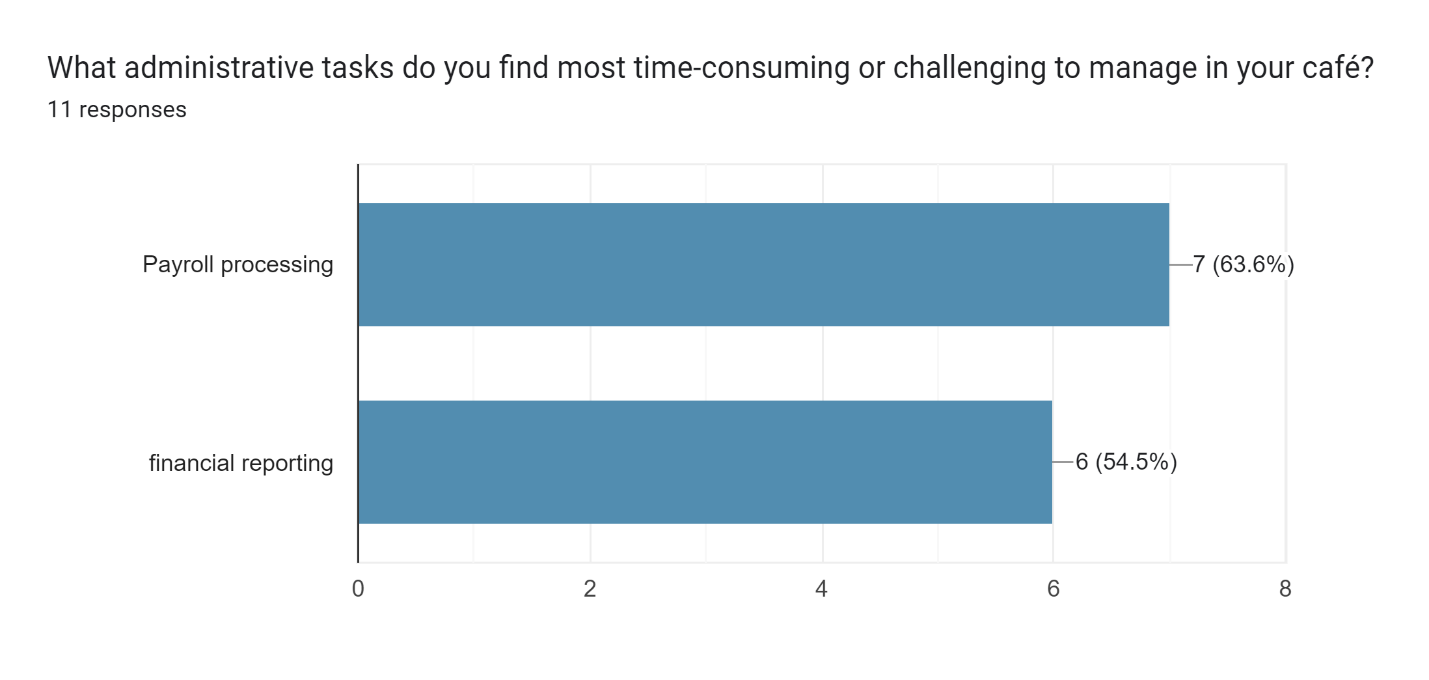 What administrative tasks do you find most time-consuming or challenging to manage in your café?
11 responses
Payroll processing
7 (63.6%)
financial reporting
6 (54.5%)
0 2 4 6 8